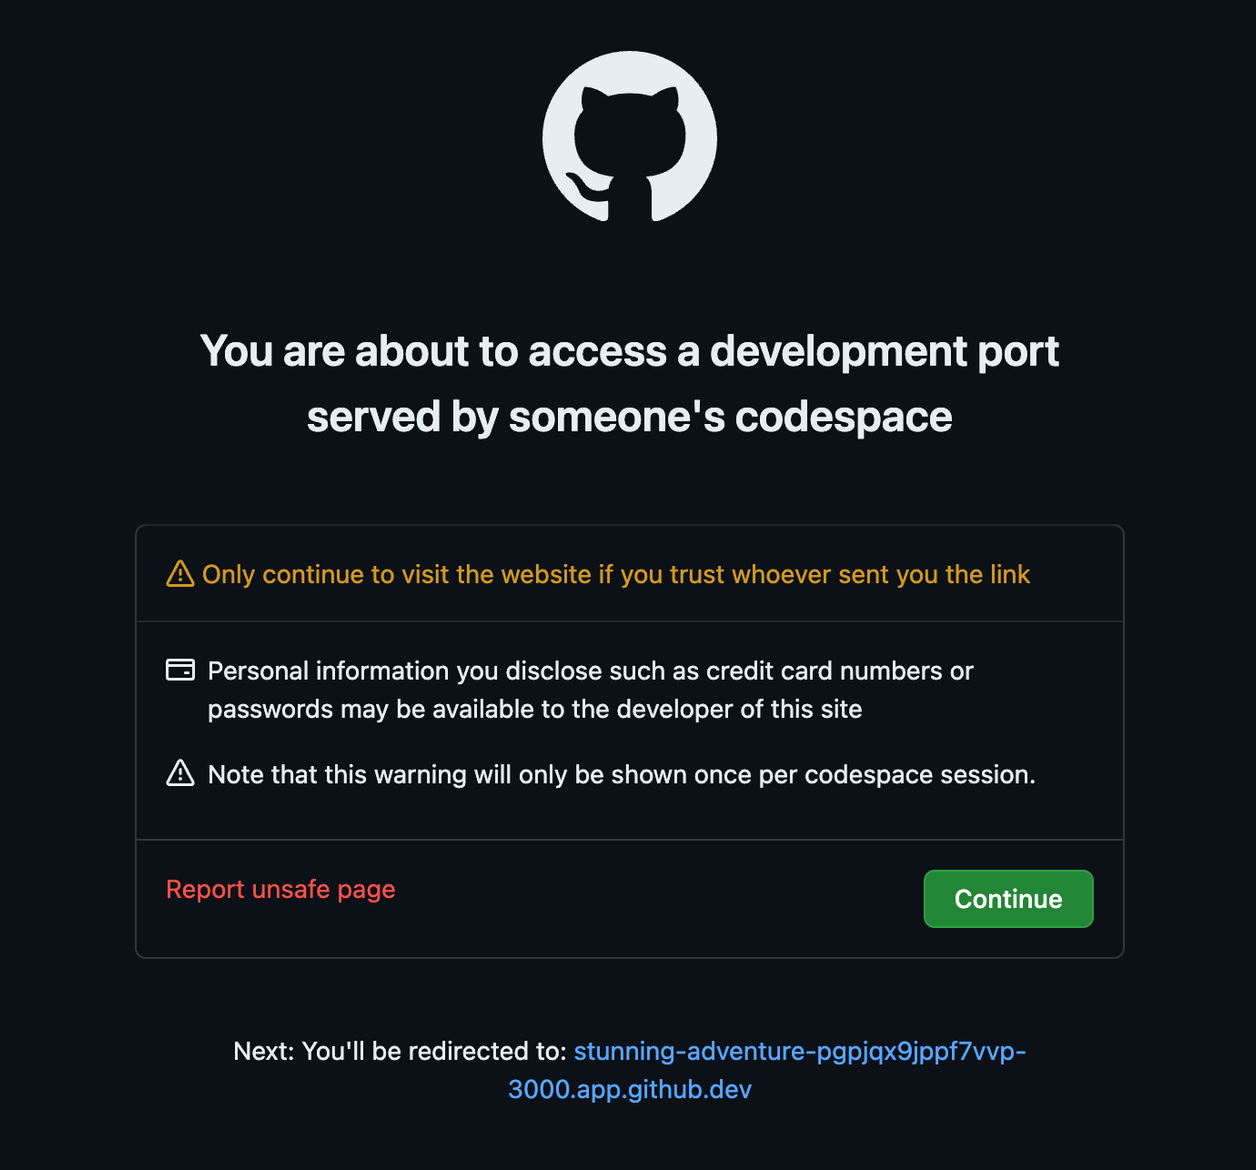 You are about to access a development port
served by someone's codespace
Only continue to visit the website if you trust whoever sent you the link
Personal information you disclose such as credit card numbers or
passwords may be available to the developer of this site
Note that this warning will only be shown once per codespace session.
Report unsafe page
Continue
Next: You'll be redirected to: stunning-adventure-pgpjqx9jppf7vvp-
3000.app.github.dev